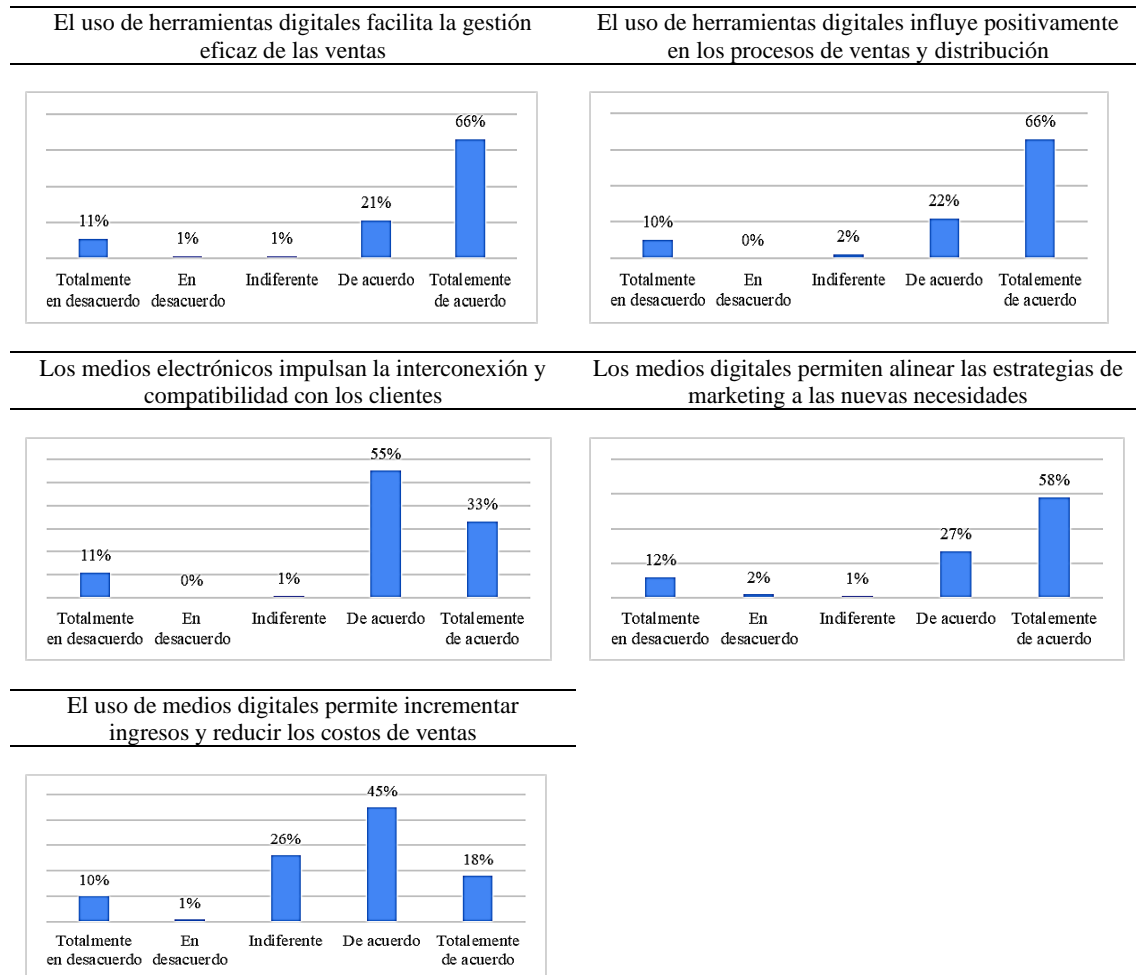 El uso de herramientas digitales facilita la gestión
eficaz de las ventas
El uso de herramientas digitales influye positivamente
en los procesos de ventas y distribución
66%
21%
11%
1%
1%
Totalmente
en desacuerdo
En
desacuerdo
Indiferente
De acuerdo
Totalemente
de acuerdo
66%
22%
10%
0%
2%
Totalmente
en desacuerdo
En
desacuerdo
Indiferente
De acuerdo
Totalemente
de acuerdo
Los medios electrónicos impulsan la interconexión y
compatibilidad con los clientes
Los medios digitales permiten alinear las estrategias de
marketing a las nuevas necesidades
55%
33%
11%
0%
1%
Totalmente
en desacuerdo
En
desacuerdo
Indiferente
De acuerdo
Totalemente
de acuerdo
58%
27%
12%
2%
1%
Totalmente
en desacuerdo
En
desacuerdo
Indiferente
De acuerdo
Totalemente
de acuerdo
El uso de medios digitales permite incrementar
ingresos y reducir los costos de ventas
45%
26%
18%
10%
1%
Totalmente
en desacuerdo
En
desacuerdo
Indiferente
De acuerdo
Totalemente
de acuerdo